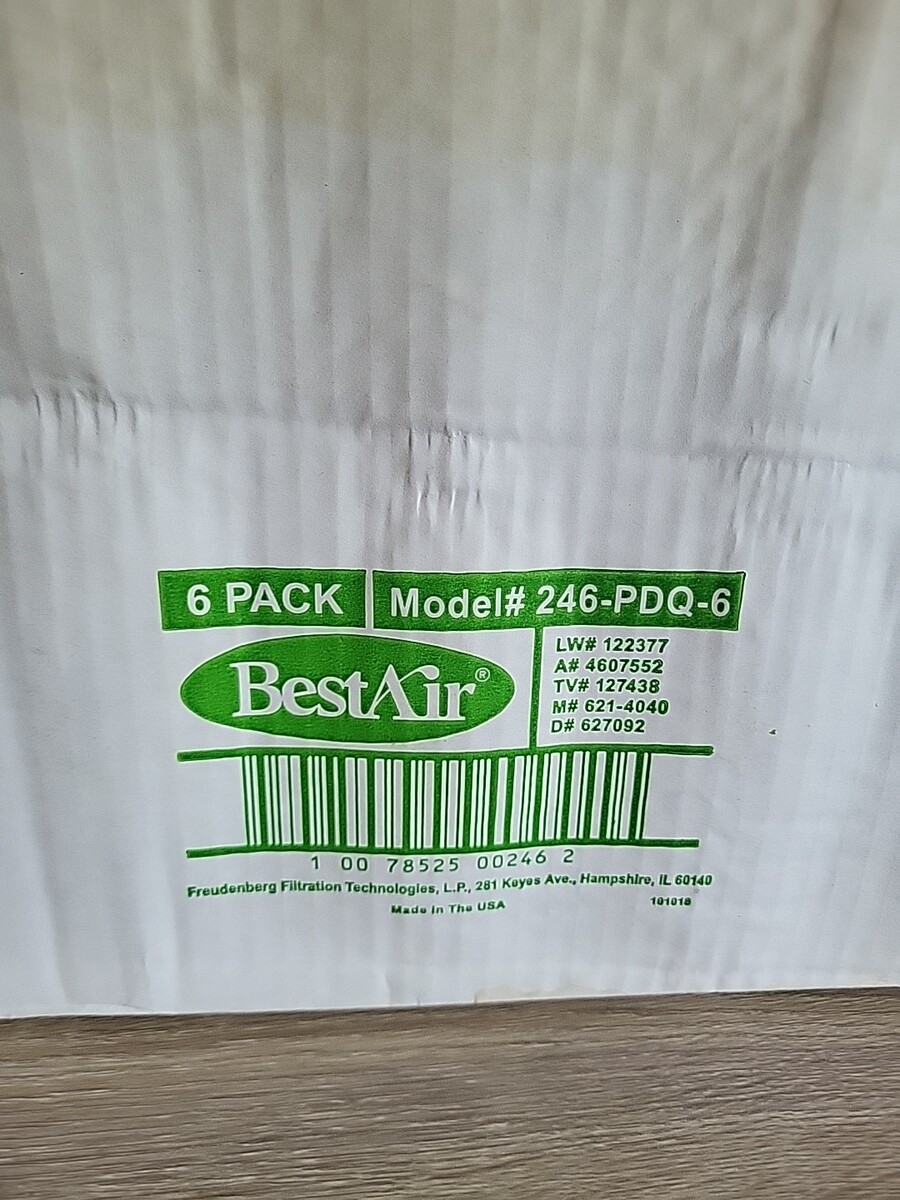 6 PACK
Model# 246-PDQ-6
BestAir®
LW# 122377
A# 4607552
TV# 127438
M# 621-4040
D# 627092
1 00 78525 00246 2
Freudenberg Filtration Technologies, L.P., 281 Keyes Ave., Hampshire, IL 60140
Made In The USA
101018